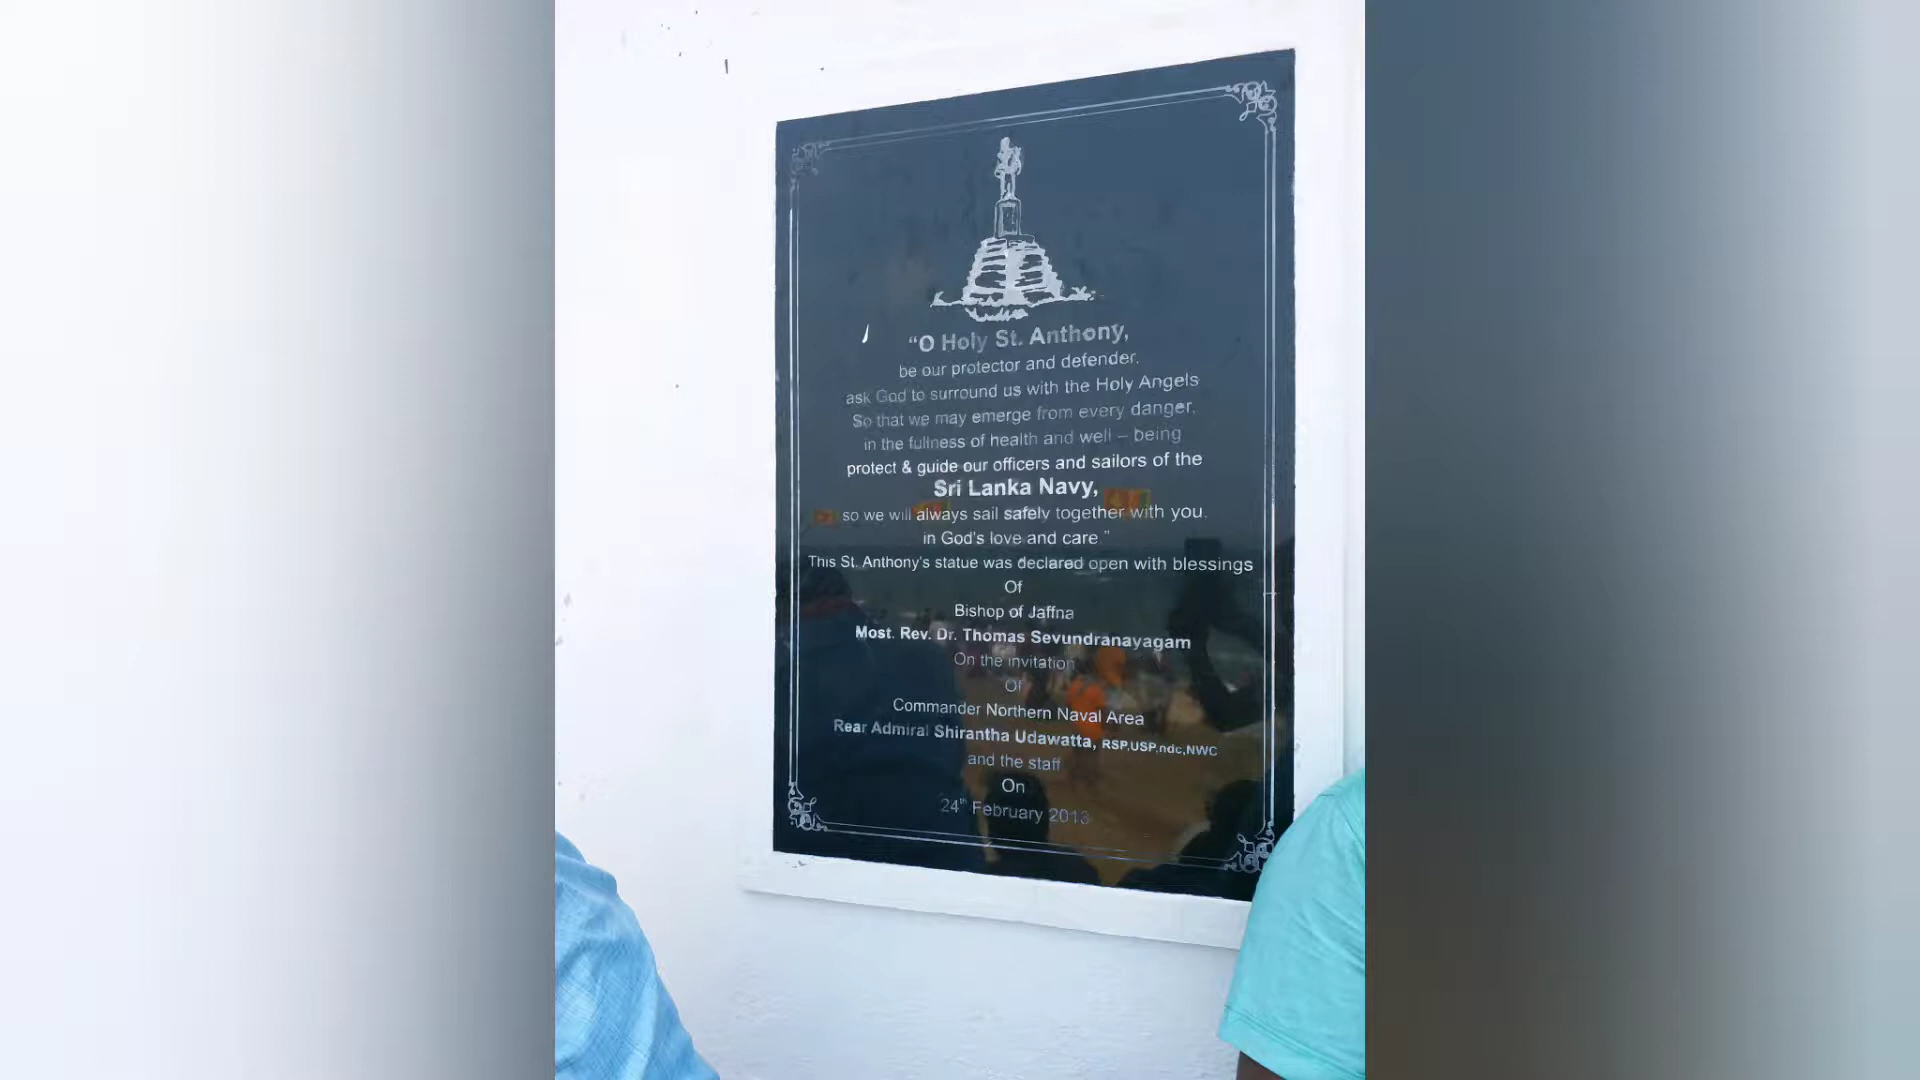 “O Holy St. Anthony,
be our protector and defender.
ask God to surround us with the Holy Angels
So that we may emerge from every danger,
in the fullness of health and well – being
protect & guide our officers and sailors of the
Sri Lanka Navy,
so we will always sail safely together with you.
in God's love and care.”
This St. Anthony's statue was declared open with blessings
Of
Bishop of Jaffna
Most. Rev. Dr. Thomas Sevundranayagam
On the invitation
Of
Commander Northern Naval Area
Rear Admiral Shirantha Udawatta, RSP,USP,ndc,NWC
and the staff
On
24th February 2013